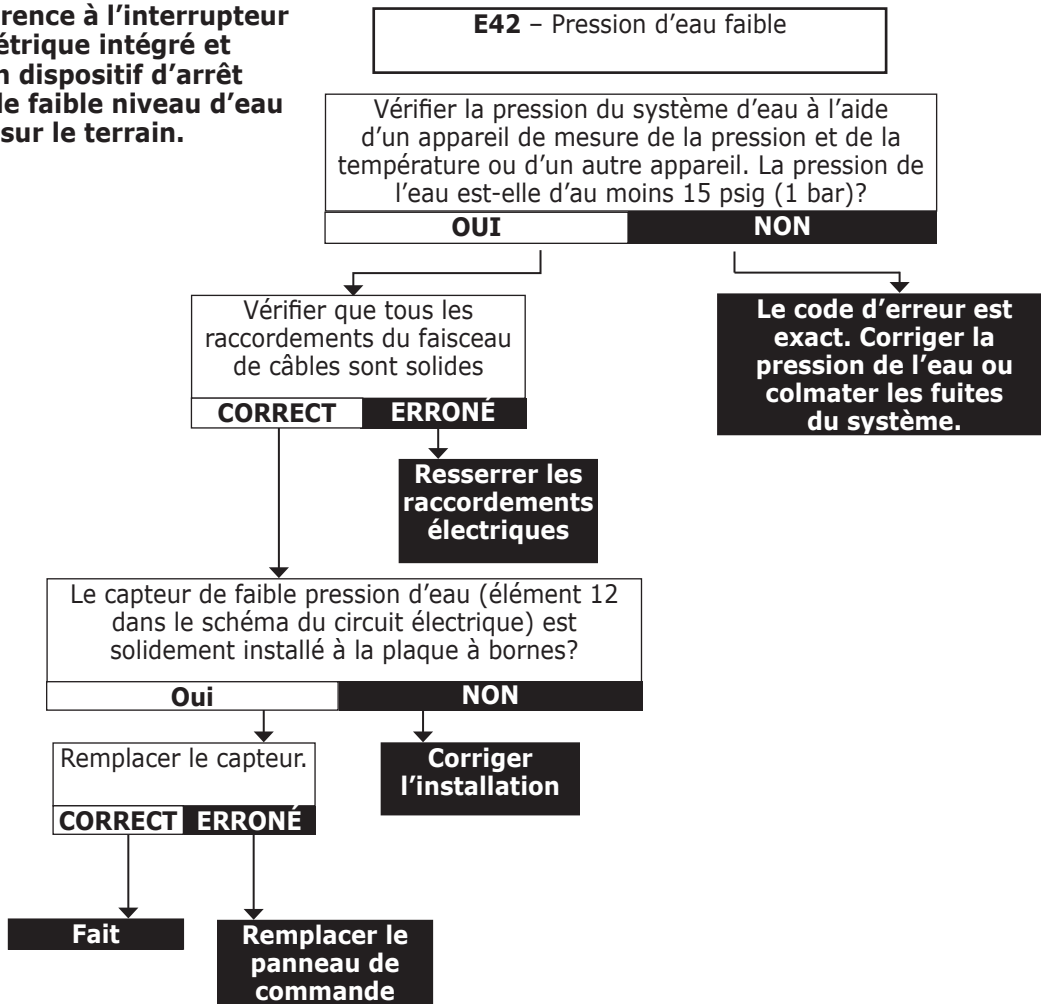 rence à l'interrupteur
étrique intégré et
n dispositif d'arrêt
de faible niveau d'eau
sur le terrain.
E42 – Pression d'eau faible
Vérifier la pression du système d'eau à l'aide
d'un appareil de mesure de la pression et de la
température ou d'un autre appareil. La pression de
l'eau est-elle d'au moins 15 psig (1 bar)?
OUI
NON
Vérifier que tous les
raccordements du faisceau
de câbles sont solides
CORRECT
ERRONÉ
Le code d'erreur est
exact. Corriger la
pression de l'eau ou
colmater les fuites
du système.
Resserrer les
raccordements
électriques
Le capteur de faible pression d'eau (élément 12
dans le schéma du circuit électrique) est
solidement installé à la plaque à bornes?
Oui
NON
Remplacer le capteur.
CORRECT
ERRONÉ
Corriger
l'installation
Fait
Remplacer le
panneau de
commande